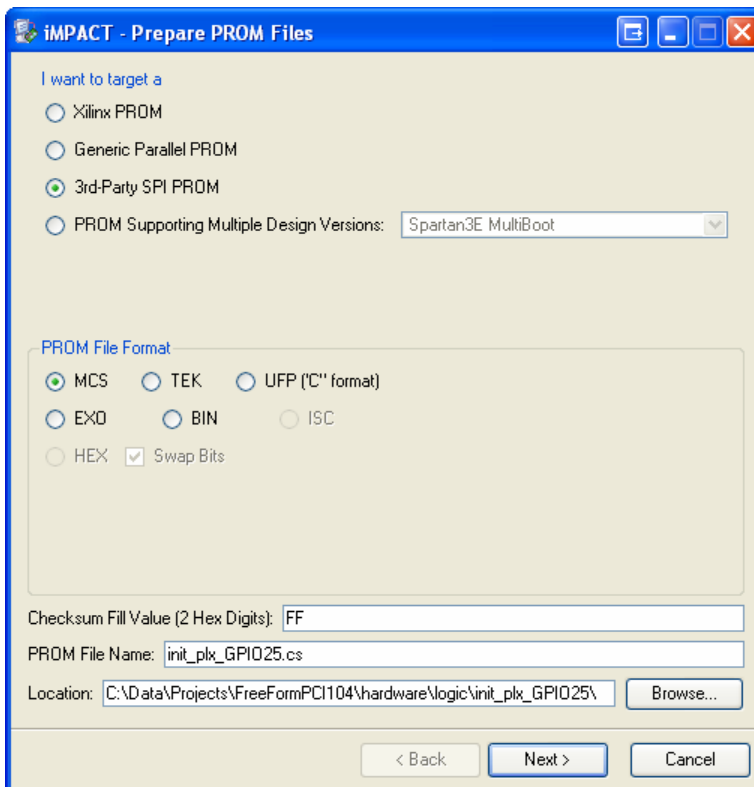 iMPACT - Prepare PROM Files
I want to target a
Xilinx PROM
Generic Parallel PROM
3rd-Party SPI PROM
PROM Supporting Multiple Design Versions: Spartan3E MultiBoot
PROM File Format
MCS TEK UFP ('C" format)
EXO BIN ISC
HEX Swap Bits
Checksum Fill Value (2 Hex Digits): FF
PROM File Name: init_plx_GPIO25.cs
Location: C:\Data\Projects\FreeFormPCI104\hardware\logic\init_plx_GPIO25\ Browse...
< Back Next > Cancel